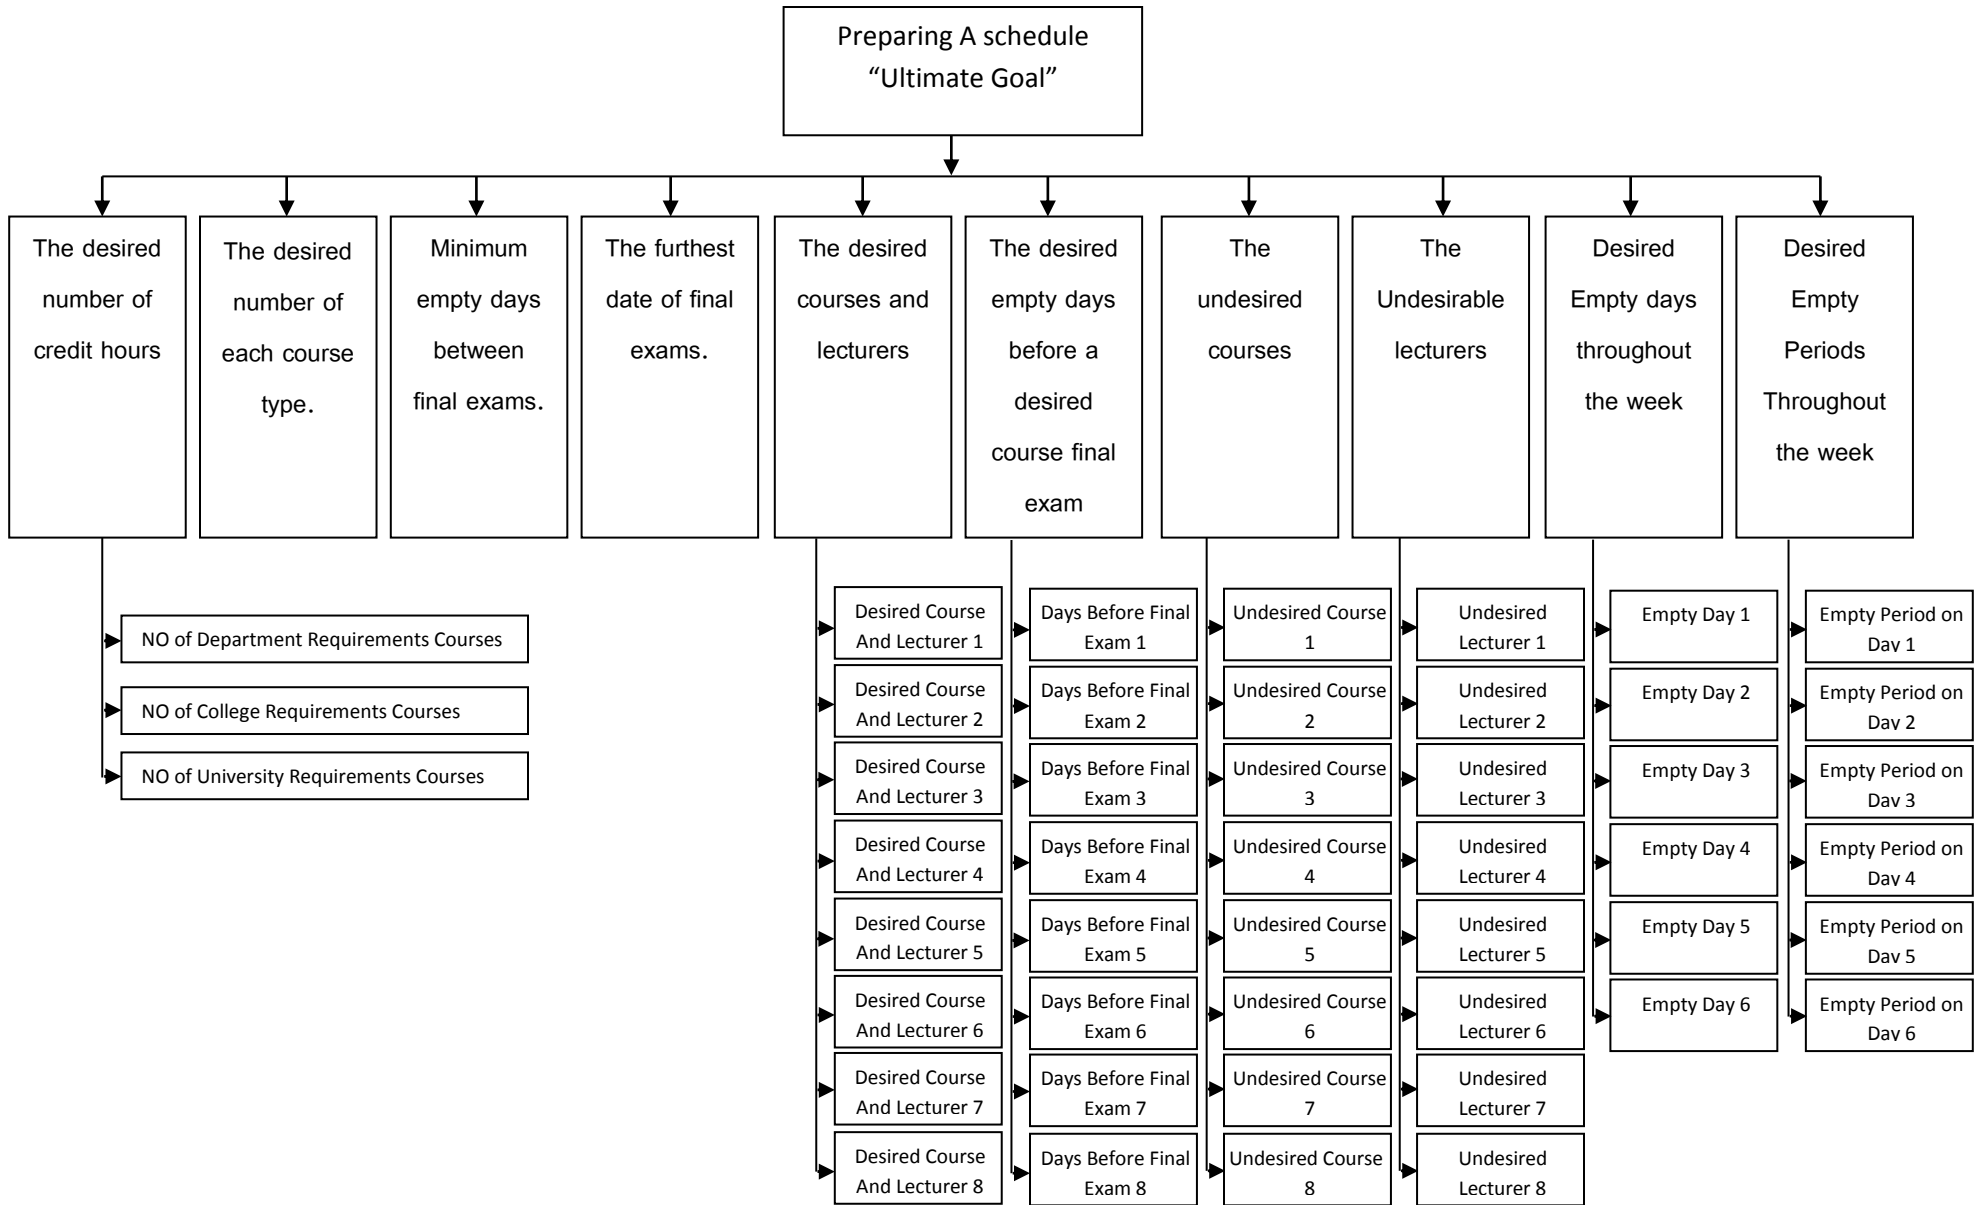 Preparing A schedule
“Ultimate Goal”
The desired
number of
credit hours
The desired
number of
each course
type.
Minimum
empty days
between
final exams.
The furthest
date of final
exams.
The desired
courses and
lecturers
The desired
empty days
before a
desired
course final
exam
The
undesired
courses
The
Undesirable
lecturers
Desired
Empty days
throughout
the week
Desired
Empty
Periods
Throughout
the week
NO of Department Requirements Courses
NO of College Requirements Courses
NO of University Requirements Courses
Desired Course
And Lecturer 1
Desired Course
And Lecturer 2
Desired Course
And Lecturer 3
Desired Course
And Lecturer 4
Desired Course
And Lecturer 5
Desired Course
And Lecturer 6
Desired Course
And Lecturer 7
Desired Course
And Lecturer 8
Days Before Final
Exam 1
Days Before Final
Exam 2
Days Before Final
Exam 3
Days Before Final
Exam 4
Days Before Final
Exam 5
Days Before Final
Exam 6
Days Before Final
Exam 7
Days Before Final
Exam 8
Undesired Course
1
Undesired Course
2
Undesired Course
3
Undesired Course
4
Undesired Course
5
Undesired Course
6
Undesired Course
7
Undesired Course
8
Undesired
Lecturer 1
Undesired
Lecturer 2
Undesired
Lecturer 3
Undesired
Lecturer 4
Undesired
Lecturer 5
Undesired
Lecturer 6
Undesired
Lecturer 7
Undesired
Lecturer 8
Empty Day 1
Empty Day 2
Empty Day 3
Empty Day 4
Empty Day 5
Empty Day 6
Empty Period on
Day 1
Empty Period on
Day 2
Empty Period on
Day 3
Empty Period on
Day 4
Empty Period on
Day 5
Empty Period on
Day 6